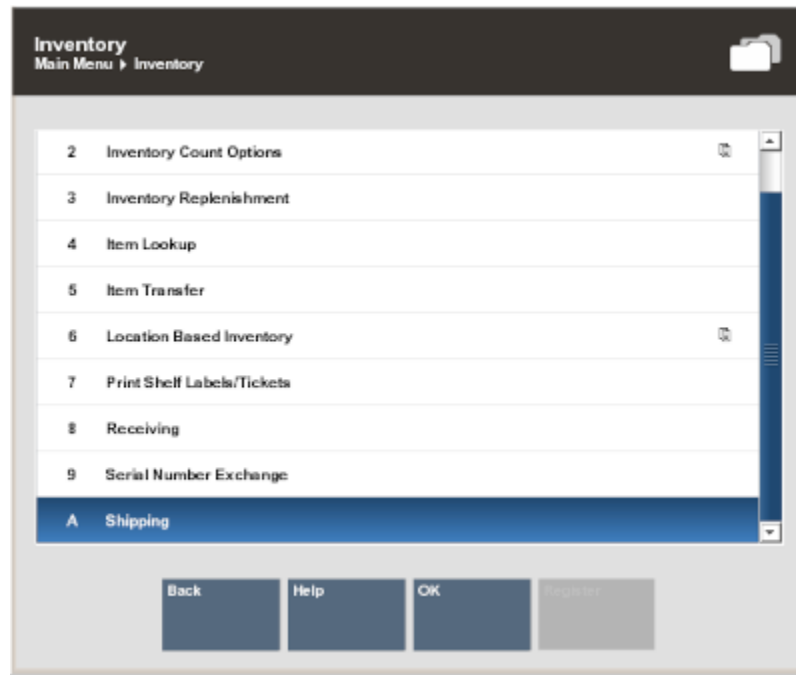 Inventory
Main Menu ▸ Inventory
2 Inventory Count Options
3 Inventory Replenishment
4 Item Lookup
5 Item Transfer
6 Location Based Inventory
7 Print Shelf Labels/Tickets
8 Receiving
9 Serial Number Exchange
A Shipping
Back Help OK Register